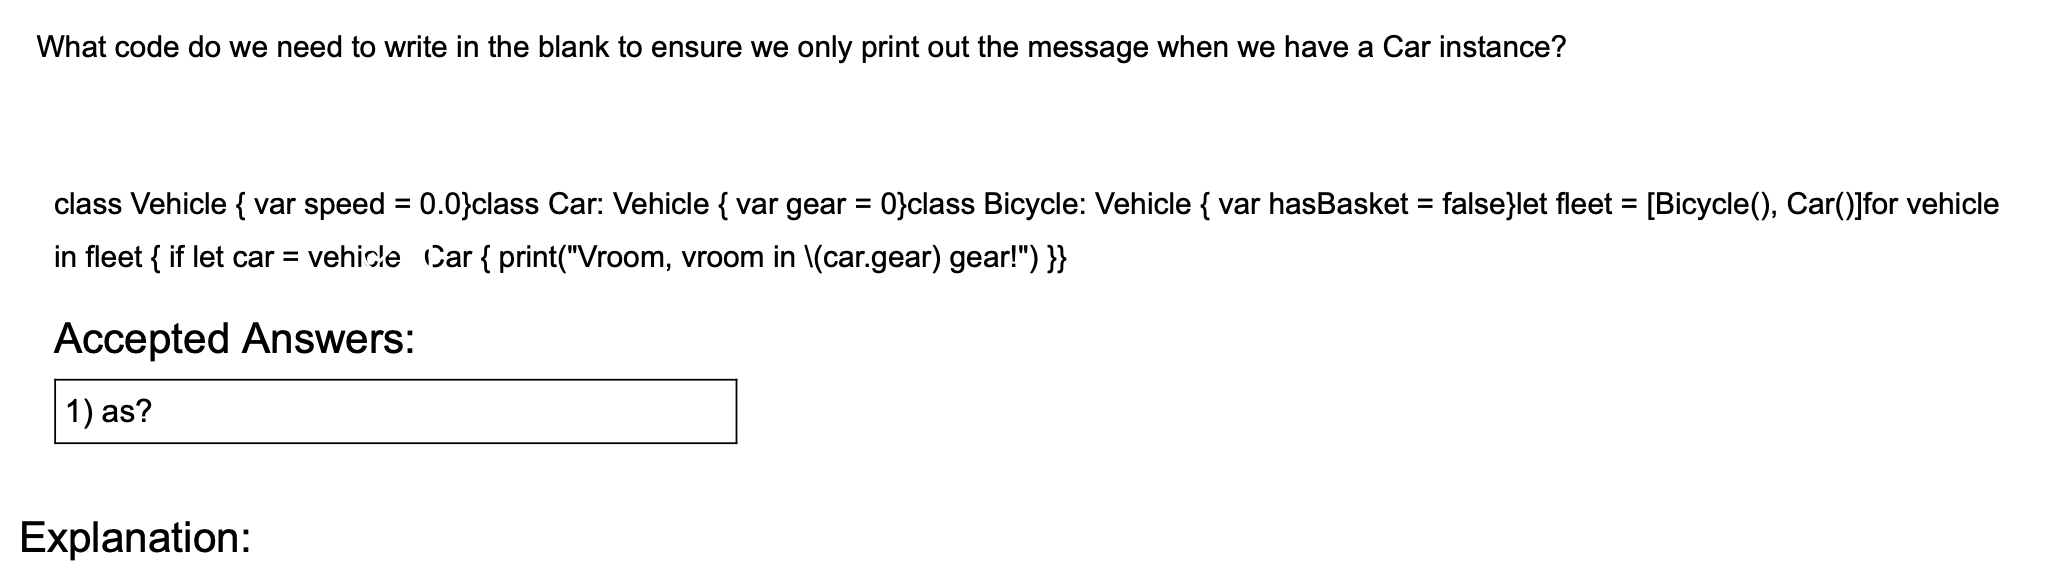 What code do we need to write in the blank to ensure we only print out the message when we have a Car instance?
class Vehicle { var speed = 0.0}class Car: Vehicle { var gear = 0}class Bicycle: Vehicle { var hasBasket = false}let fleet = [Bicycle(), Car()]for vehicle
in fleet { if let car = vehicle Car { print("Vroom, vroom in \(car.gear) gear!") }}
Accepted Answers:
1) as?
Explanation: